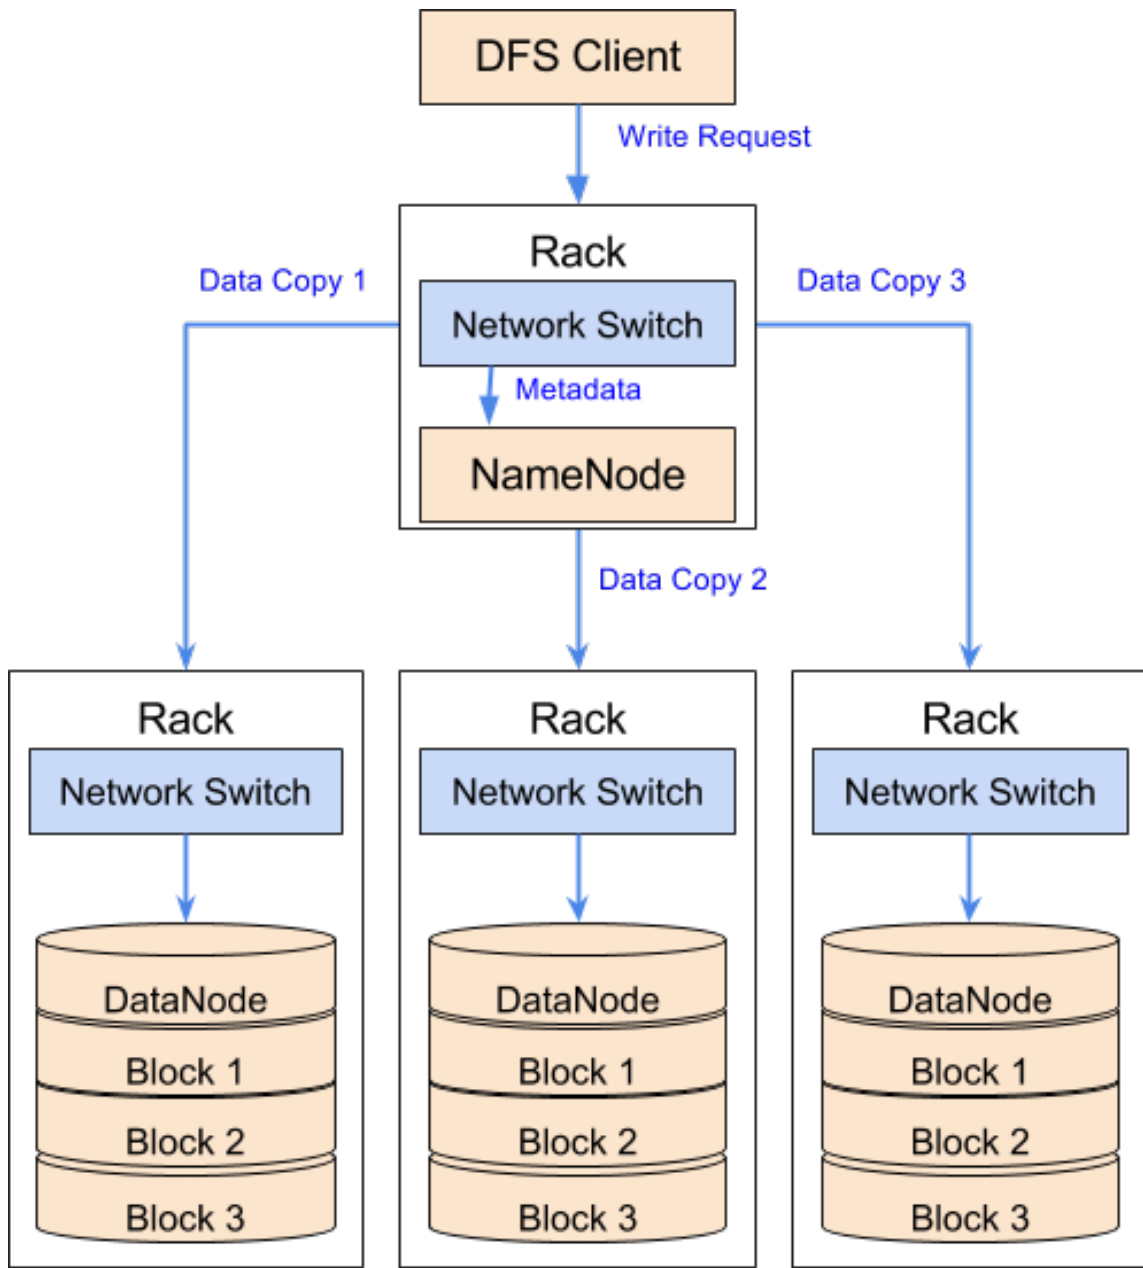 DFS Client
Write Request
Rack
Data Copy 1
Data Copy 3
Network Switch
Metadata
NameNode
Data Copy 2
Rack
Network Switch
DataNode
Block 1
Block 2
Block 3
Rack
Network Switch
DataNode
Block 1
Block 2
Block 3
Rack
Network Switch
DataNode
Block 1
Block 2
Block 3